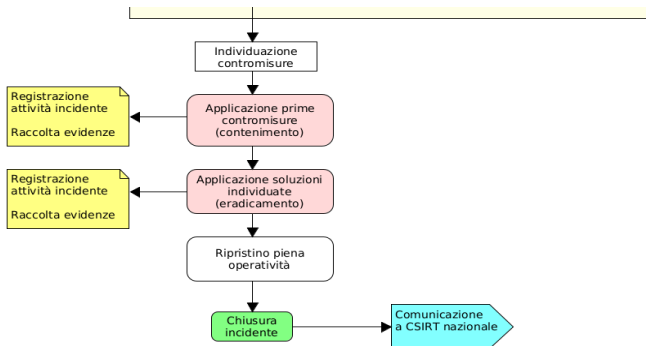 Individuazione
contromisure
Registrazione
attività incidente
Raccolta evidenze
Applicazione prime
contromisure
(contenimento)
Registrazione
attività incidente
Raccolta evidenze
Applicazione soluzioni
individuate
(eradicamento)
Ripristino piena
operatività
Chiusura
incidente
Comunicazione
a CSIRT nazionale